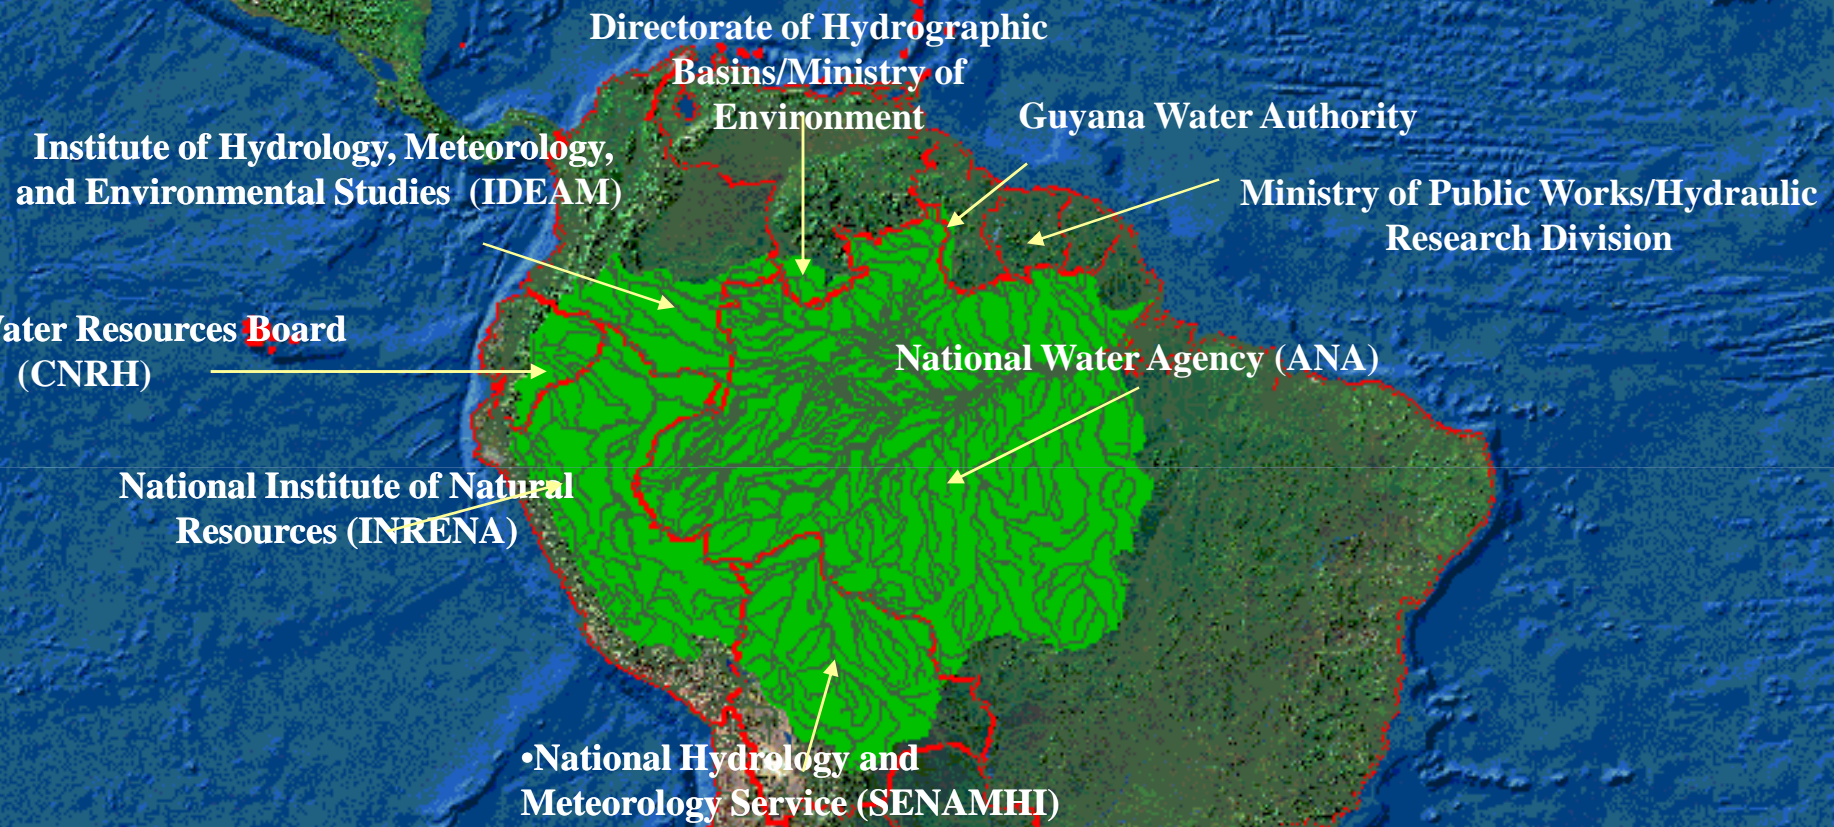 Directorate of Hydrographic
Basins/Ministry of
Environment
Guyana Water Authority
Institute of Hydrology, Meteorology,
and Environmental Studies (IDEAM)
Ministry of Public Works/Hydraulic
Research Division
Resources Board
(CNRH)
National Water Agency (ANA)
National Institute of Natural
Resources (INRENA)
•National Hydrology and
Meteorology Service (SENAMHI)